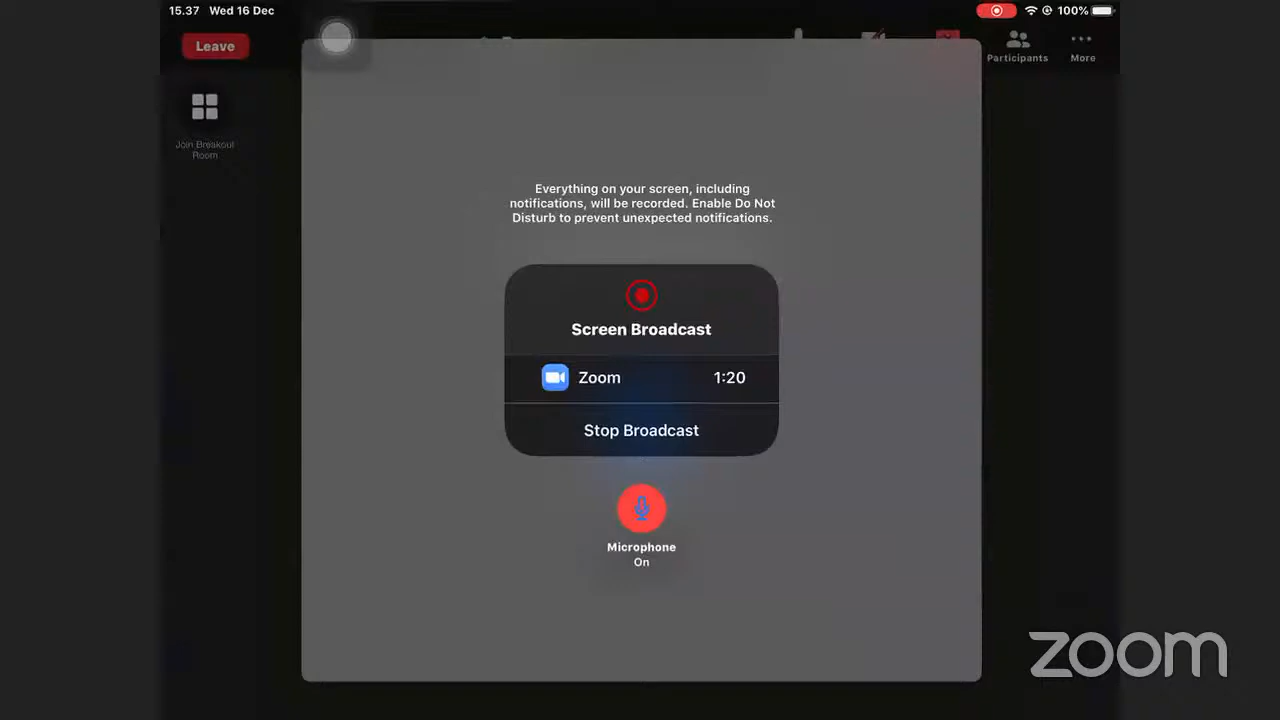 15.37 Wed 16 Dec
100%
Leave
Participants
More
Join Breakout
Room
Everything on your screen, including
notifications, will be recorded. Enable Do Not
Disturb to prevent unexpected notifications.
Screen Broadcast
Zoom 1:20
Stop Broadcast
Microphone
On
zoom